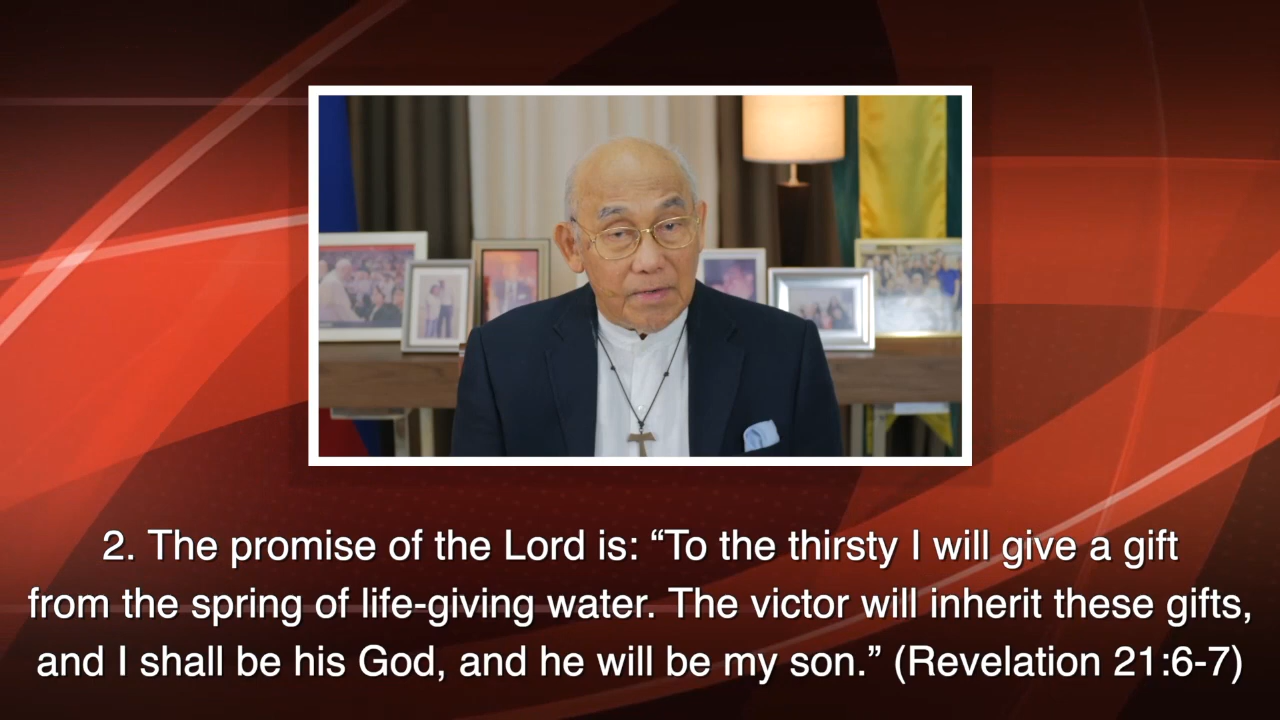 2. The promise of the Lord is: “To the thirsty I will give a gift
from the spring of life-giving water. The victor will inherit these gifts,
and I shall be his God, and he will be my son.” (Revelation 21:6-7)